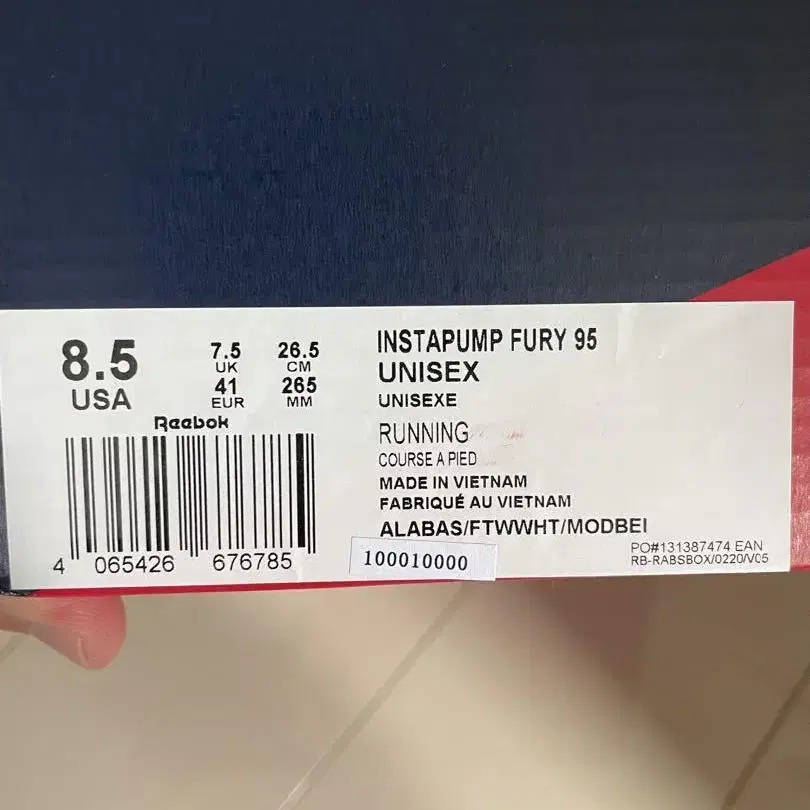 8.5
USA
7.5
UK
41
EUR
26.5
CM
265
MM
Reebok
4 065426 676785
INSTAPUMP FURY 95
UNISEX
UNISEXE
RUNNING
COURSE A PIED
MADE IN VIETNAM
FABRIQUÉ AU VIETNAM
ALABAS/FTWWHT/MODBEI
100010000
PO#131387474 EAN
RB-RABSBOX/0220/V05